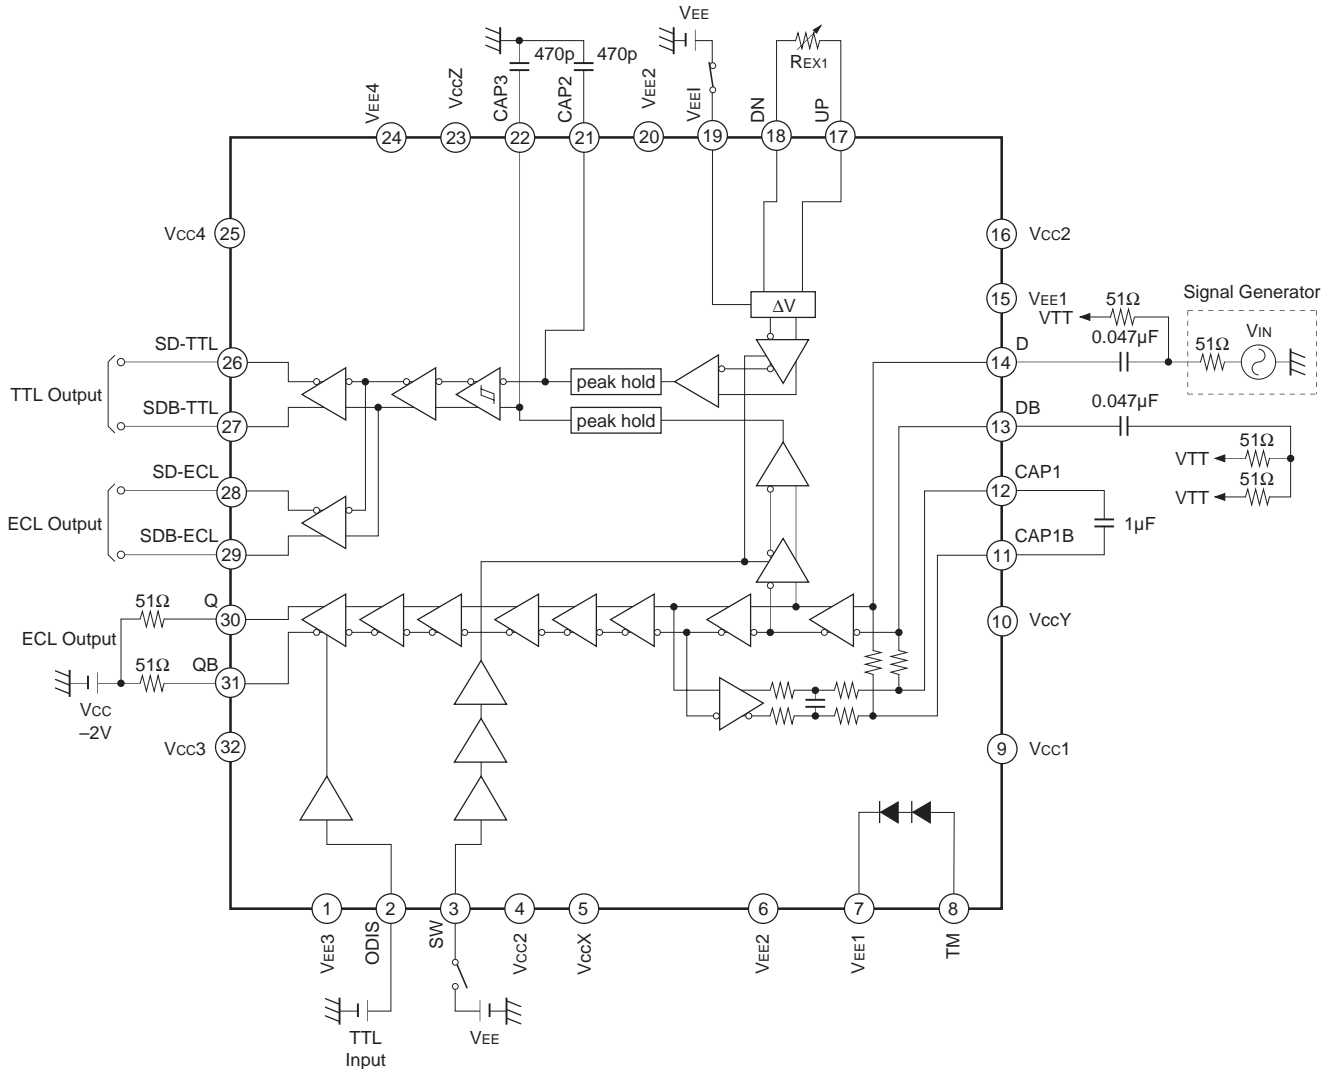 VEE
470p
470p
REX1
VEE4
VCCZ
CAP3
CAP2
VEE2
VEEI
DN
UP
24
23
22
21
20
19
18
17
VCC4
25
16
VCC2
15
VEE1
51Ω
VTT
Signal Generator
ΔV
D
0.047µF
51Ω
VIN
SD-TTL
26
14
TTL Output
peak hold
SDB-TTL
27
peak hold
DB
13
0.047µF
51Ω
VTT
51Ω
VTT
SD-ECL
28
CAP1
12
ECL Output
1µF
SDB-ECL
29
CAP1B
11
51Ω
Q
30
10
VCCY
ECL Output
51Ω
QB
31
VCC
–2V
VCC3
32
9
VCC1
1
2
3
4
5
6
7
8
VEE3
ODIS
SW
VCC2
VCCX
VEE2
VEE1
TM
TTL
Input
VEE